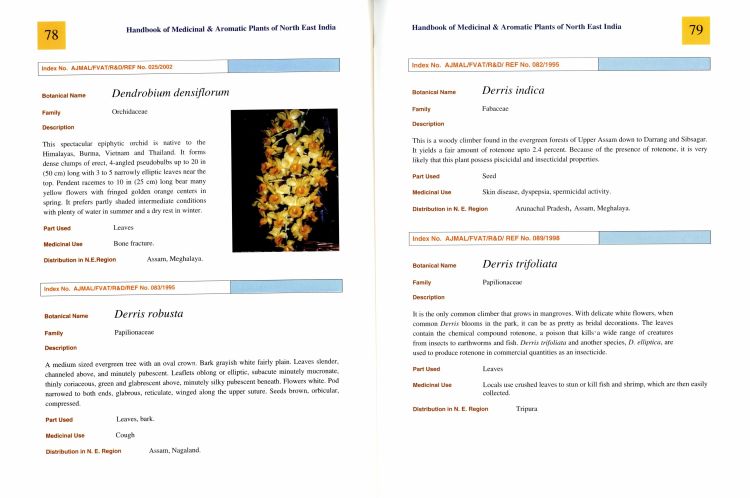 78
Handbook of Medicinal & Aromatic Plants of North East India
Index No. AJMAL/FVAT/R&D/REF No. 025/2002
Botanical Name Dendrobium densiflorum
Family Orchidaceae
Description
This spectacular epiphytic orchid is native to the
Himalayas, Burma, Vietnam and Thailand. It forms
dense clumps of erect, 4-angled pseudobulbs up to 20 in
(50 cm) long with 3 to 5 narrowly elliptic leaves near the
top. Pendent racemes to 10 in (25 cm) long bear many
yellow flowers with fringed golden orange centers in
spring. It prefers partly shaded intermediate conditions
with plenty of water in summer and a dry rest in winter.
Part Used Leaves
Medicinal Use Bone fracture.
Distribution in N.E.Region Assam, Meghalaya.
Index No. AJMAL/FVAT/R&D/REF No. 083/1995
Botanical Name Derris robusta
Family Papilionaceae
Description
A medium sized evergreen tree with an oval crown. Bark grayish white fairly plain. Leaves slender,
channeled above, and minutely pubescent. Leaflets oblong or elliptic, subacute minutely mucronate,
thinly coriaceous, green and glabrescent above, minutely silky pubescent beneath. Flowers white. Pod
narrowed to both ends, glabrous, reticulate, winged along the upper suture. Seeds brown, orbicular,
compressed.
Part Used Leaves, bark.
Medicinal Use Cough
Distribution in N. E. Region Assam, Nagaland.
Handbook of Medicinal & Aromatic Plants of North East India
79
Index No. AJMAL/FVAT/R&D/ REF No. 082/1995
Botanical Name Derris indica
Family Fabaceae
Description
This is a woody climber found in the evergreen forests of Upper Assam down to Darrang and Sibsagar.
It yields a fair amount of rotenone upto 2.4 percent. Because of the presence of rotenone, it is very
likely that this plant possess piscicidal and insecticidal properties.
Part Used Seed
Medicinal Use Skin disease, dyspepsia, spermicidal activity.
Distribution in N. E. Region Arunachal Pradesh, Assam, Meghalaya.
Index No. AJMAL/FVAT/R&D/ REF No. 089/1998
Botanical Name Derris trifoliata
Family Papilionaceae
Description
It is the only common climber that grows in mangroves. With delicate white flowers, when
common Derris blooms in the park, it can be as pretty as bridal decorations. The leaves
contain the chemical compound rotenone, a poison that kills a wide range of creatures
from insects to earthworms and fish. Derris trifoliata and another species, D. elliptica, are
used to produce rotenone in commercial quantities as an insecticide.
Part Used Leaves
Medicinal Use Locals use crushed leaves to stun or kill fish and shrimp, which are then easily
collected.
Distribution in N. E. Region Tripura